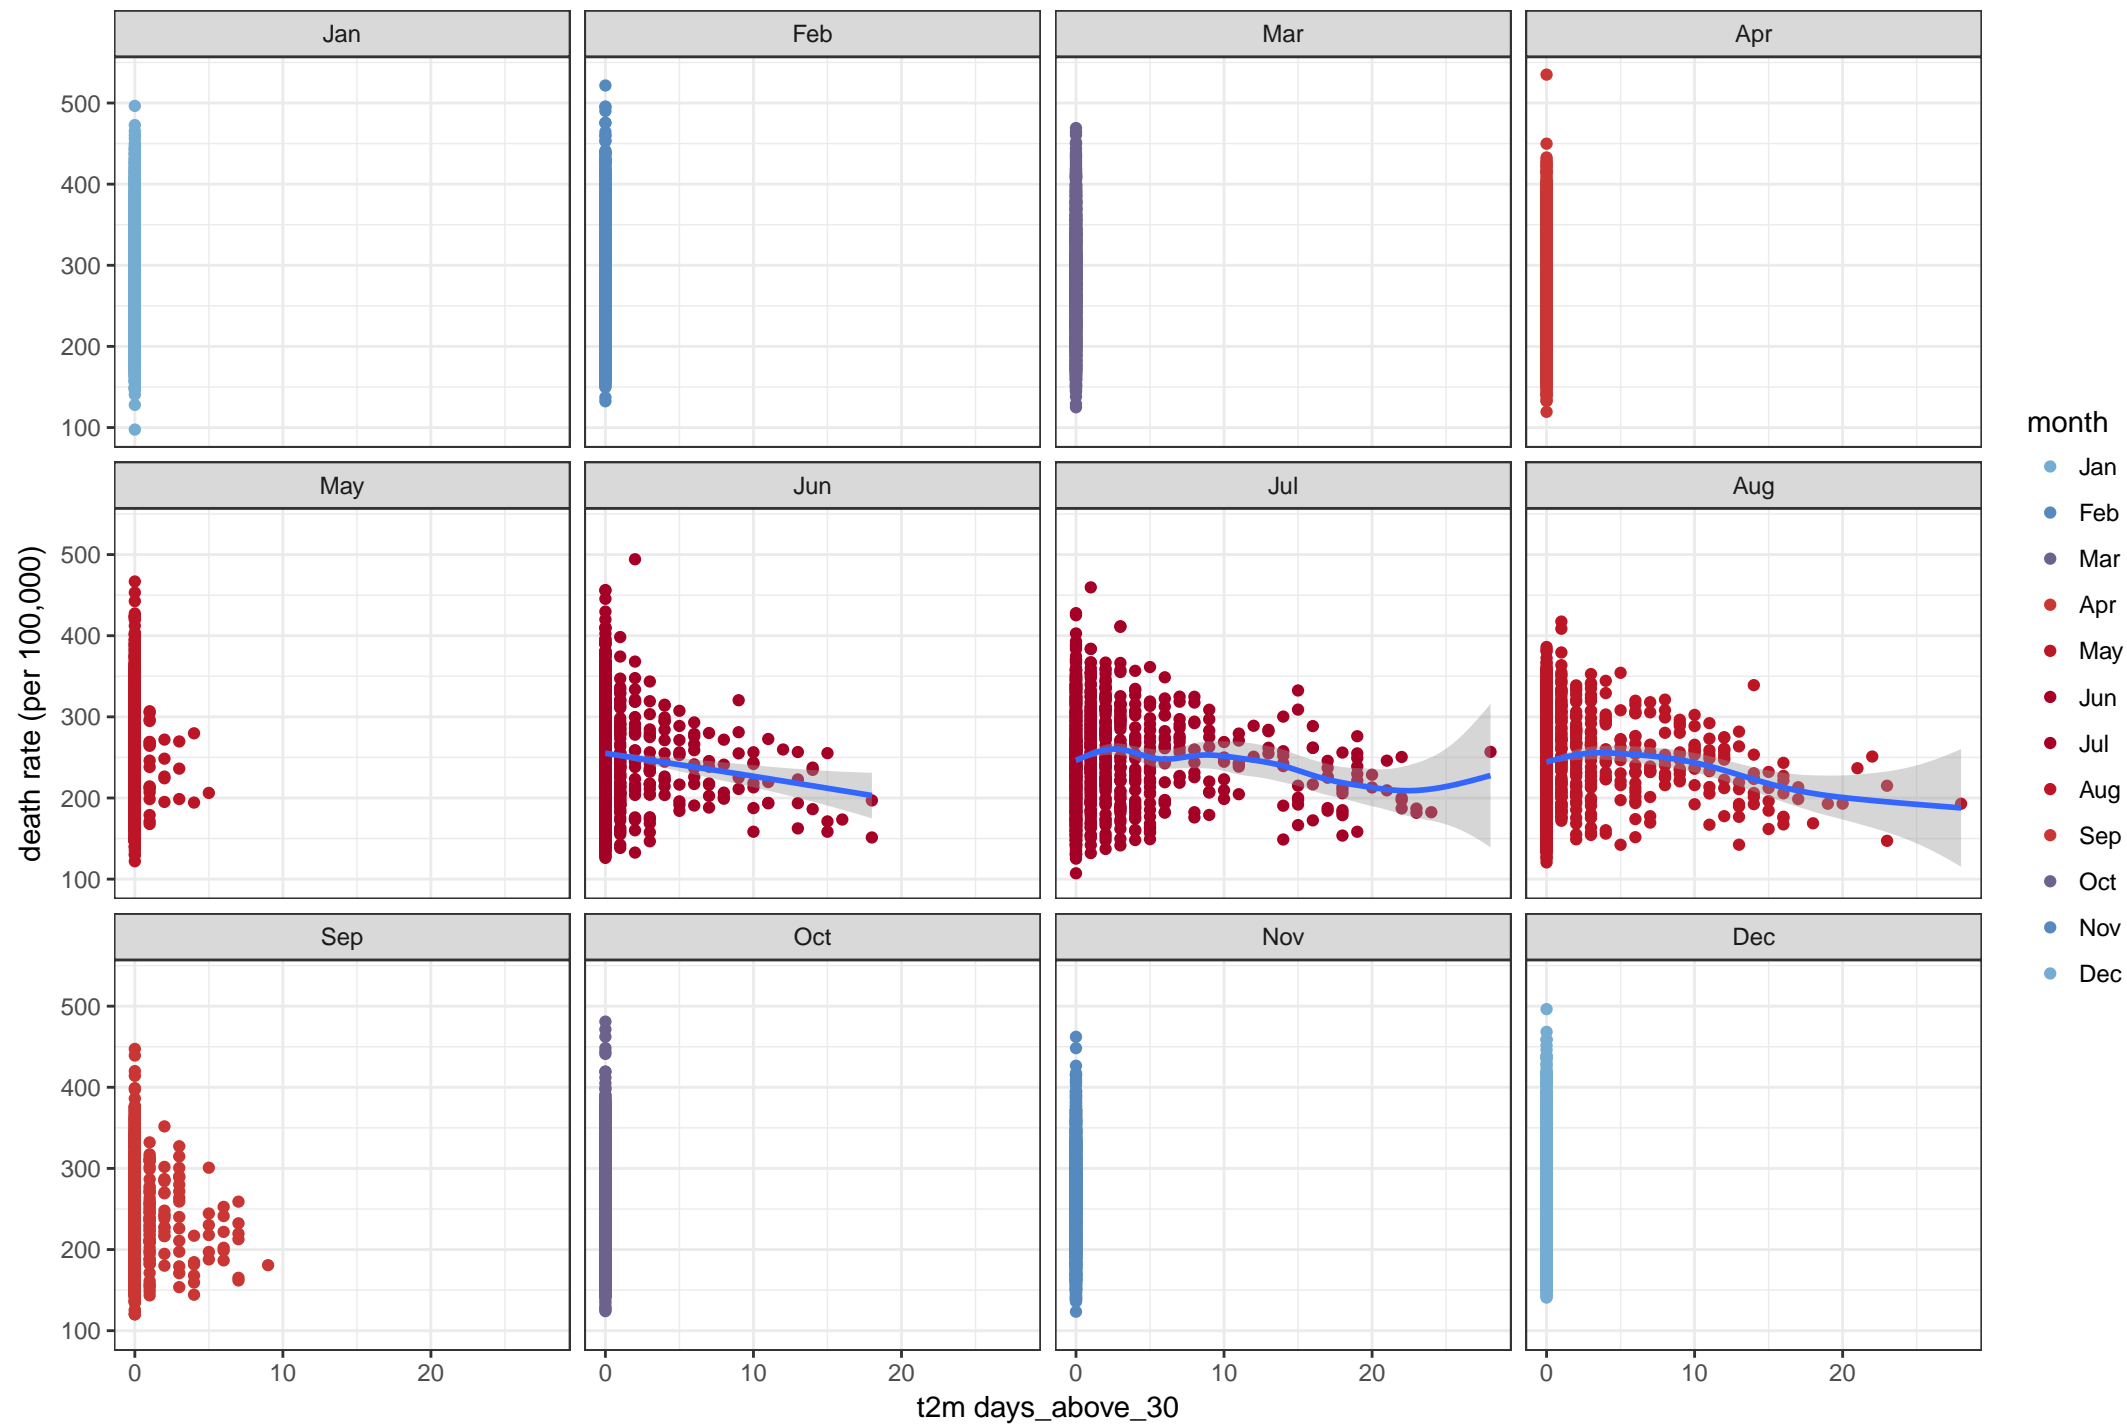 Jan Feb Mar Apr
500
400
300
200
100
May Jun Jul Aug
500
400
300
200
100
Sep Oct Nov Dec
500
400
300
200
100
0 10 20 0 10 20 0 10 20 0 10 20
t2m days_above_30
death rate (per 100,000)
month
Jan
Feb
Mar
Apr
May
Jun
Jul
Aug
Sep
Oct
Nov
Dec